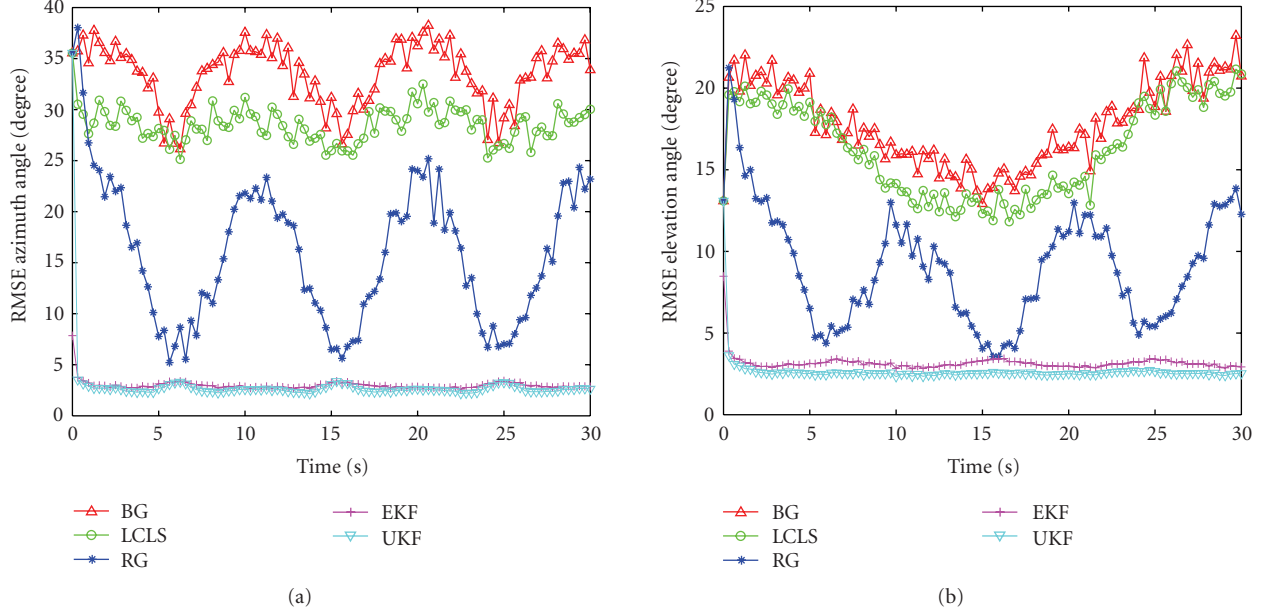 40
35
30
25
20
15
10
5
0
RMSE azimuth angle (degree)
0 5 10 15 20 25 30
Time (s)
BG
LCLS
RG
EKF
UKF
(a)
25
20
15
10
5
0
RMSE elevation angle (degree)
0 5 10 15 20 25 30
Time (s)
BG
LCLS
RG
EKF
UKF
(b)